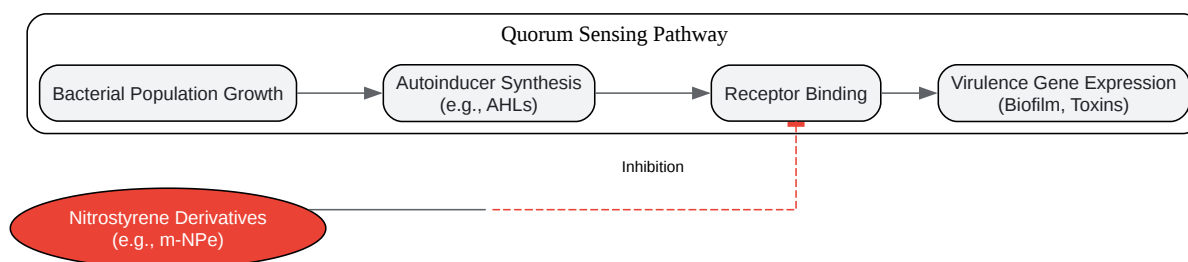 Quorum Sensing Pathway
Bacterial Population Growth
Autoinducer Synthesis
(e.g., AHLs)
Receptor Binding
Virulence Gene Expression
(Biofilm, Toxins)
Inhibition
Nitrostyrene Derivatives
(e.g., m-NPe)